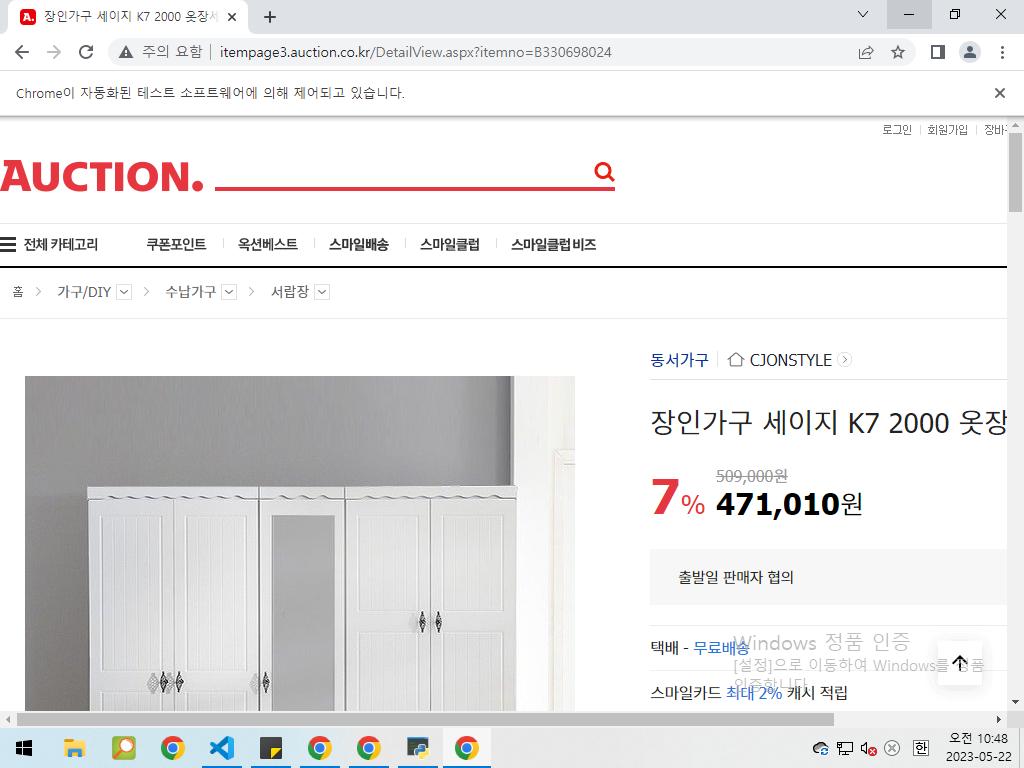 장인가구 세이지 K7 2000 옷장세
주의 요함
itempage3.auction.co.kr/DetailView.aspx?itemno=B330698024
Chrome이 자동화된 테스트 소프트웨어에 의해 제어되고 있습니다.
로그인 회원가입 장바구
AUCTION.
전체 카테고리 쿠폰포인트 옥션베스트 스마일배송 스마일클럽 스마일클럽 비즈
홈 가구/DIY 수납가구 서랍장
동서가구 CJONSTYLE
장인가구 세이지 K7 2000 옷장
509,000원
7% 471,010원
출발일 판매자 협의
택배 - 무료배송
Windows 정품 인증
[설정]으로 이동하여 Windows를 정품
인증합니다.
스마일카드 최대 2% 캐시 적립
한
오전 10:48
2023-05-22